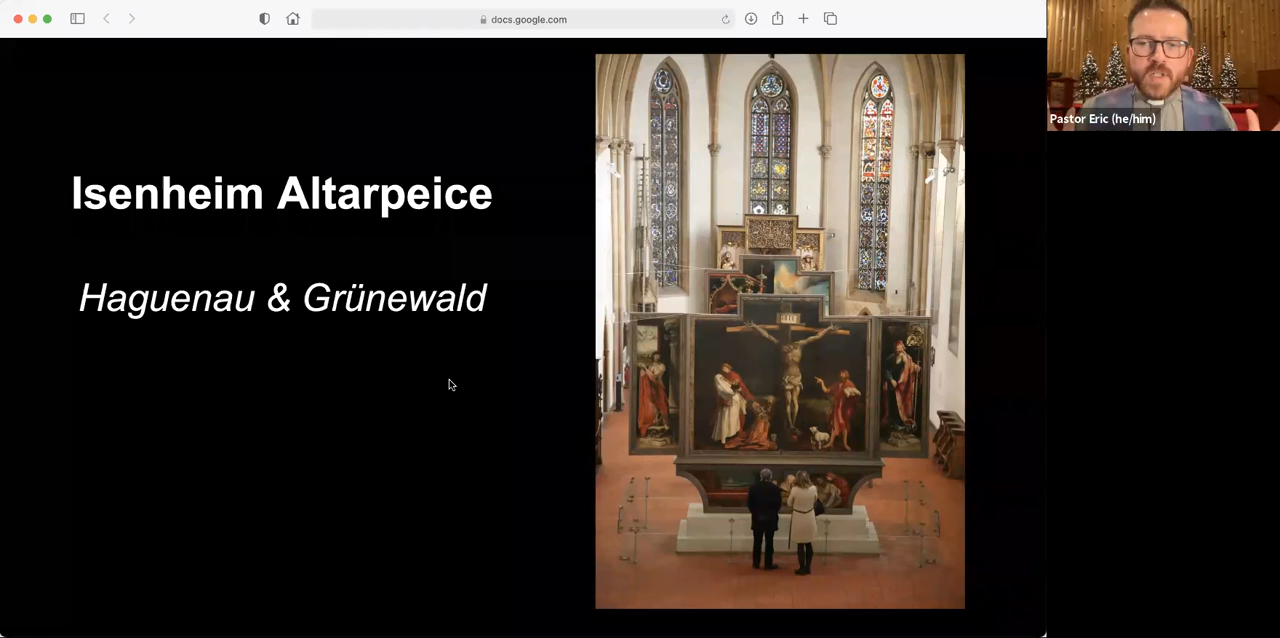 docs.google.com
Pastor Eric (he/him)
Isenheim Altarpeice
Haguenau & Grünewald